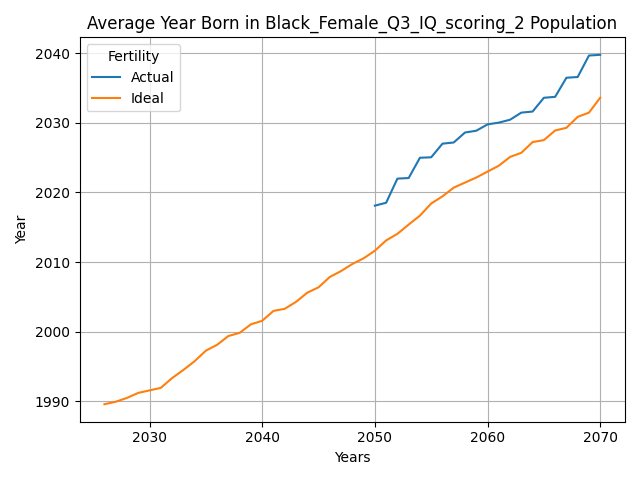 Average Year Born in Black_Female_Q3_IQ_scoring_2 Population
Fertility
Actual
Ideal
Year
2040
2030
2020
2010
2000
1990
2030 2040 2050 2060 2070
Years